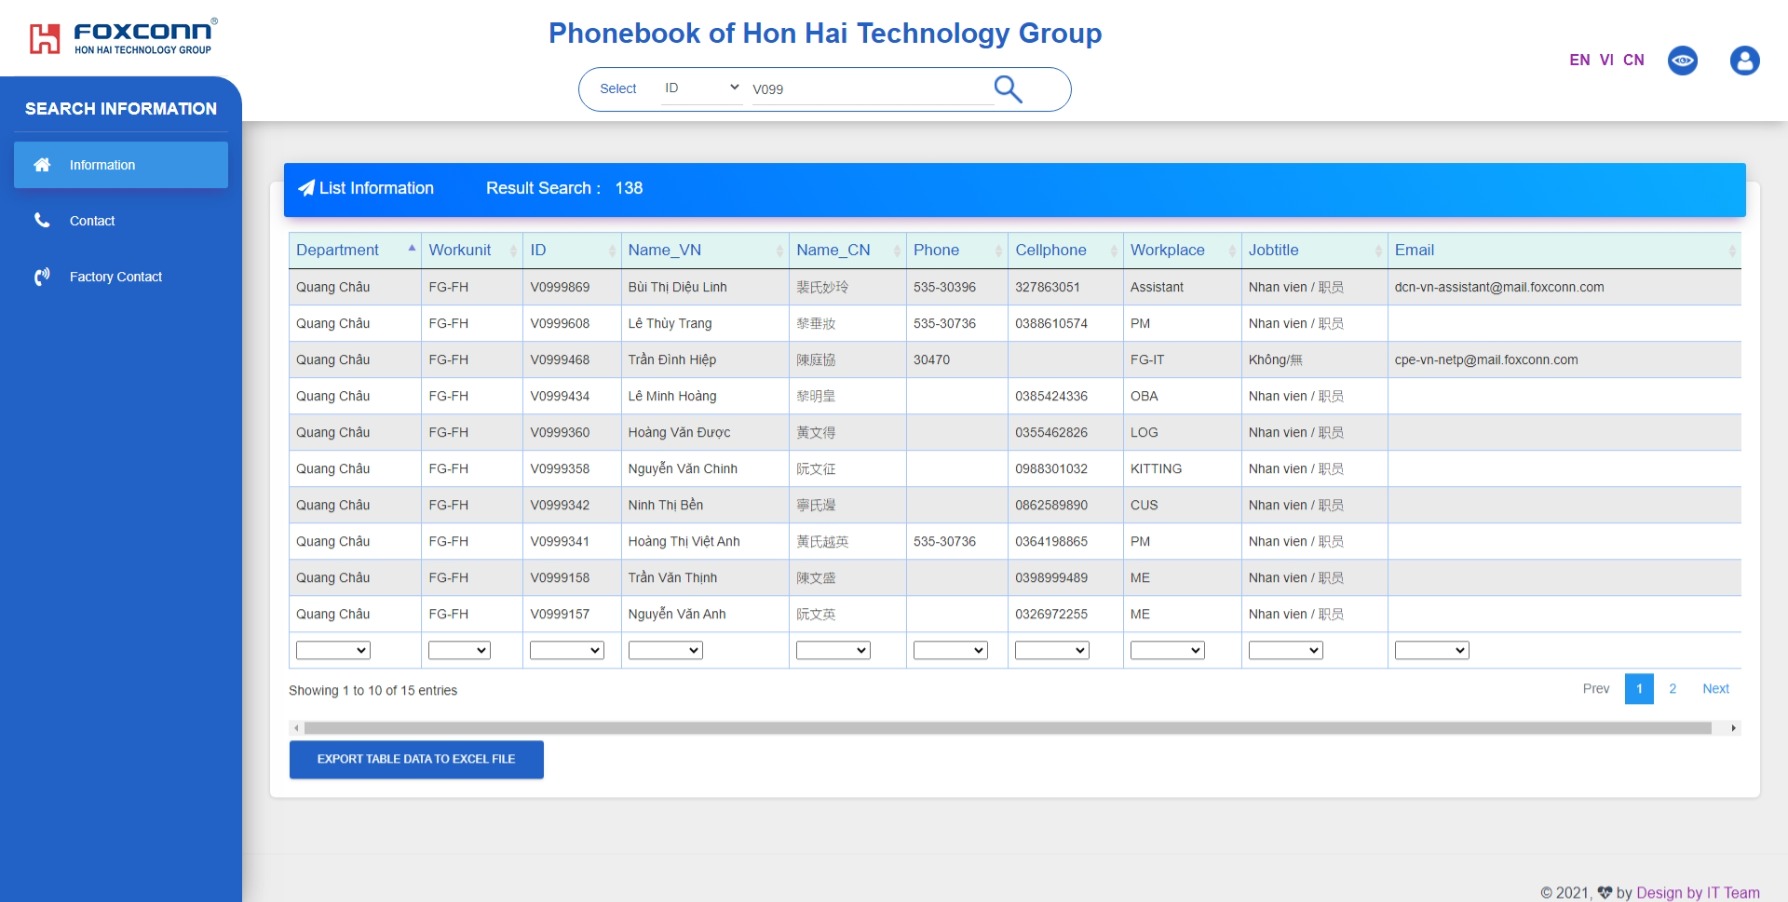 FOXCONN®
HON HAI TECHNOLOGY GROUP
Phonebook of Hon Hai Technology Group
Select ID V099
EN VI CN
SEARCH INFORMATION
Information
Contact
Factory Contact
List Information Result Search : 138
Department Workunit ID Name_VN Name_CN Phone Cellphone Workplace Jobtitle Email
Quang Châu FG-FH V0999869 Bùi Thị Diệu Linh 裴氏妙玲 535-30396 327863051 Assistant Nhan vien / 职员 dcn-vn-assistant@mail.foxconn.com
Quang Châu FG-FH V0999608 Lê Thùy Trang 黎垂妝 535-30736 0388610574 PM Nhan vien / 职员
Quang Châu FG-FH V0999468 Trần Đình Hiệp 陳庭協 30470 FG-IT Không/無 cpe-vn-netp@mail.foxconn.com
Quang Châu FG-FH V0999434 Lê Minh Hoàng 黎明皇 0385424336 OBA Nhan vien / 职员
Quang Châu FG-FH V0999360 Hoàng Văn Được 黃文得 0355462826 LOG Nhan vien / 职员
Quang Châu FG-FH V0999358 Nguyễn Văn Chinh 阮文征 0988301032 KITTING Nhan vien / 职员
Quang Châu FG-FH V0999342 Ninh Thị Bền 寧氏邊 0862589890 CUS Nhan vien / 职员
Quang Châu FG-FH V0999341 Hoàng Thị Việt Anh 黃氏越英 535-30736 0364198865 PM Nhan vien / 职员
Quang Châu FG-FH V0999158 Trần Văn Thịnh 陳文盛 0398999489 ME Nhan vien / 职员
Quang Châu FG-FH V0999157 Nguyễn Văn Anh 阮文英 0326972255 ME Nhan vien / 职员
Showing 1 to 10 of 15 entries
Prev 1 2 Next
EXPORT TABLE DATA TO EXCEL FILE
© 2021, by Design by IT Team